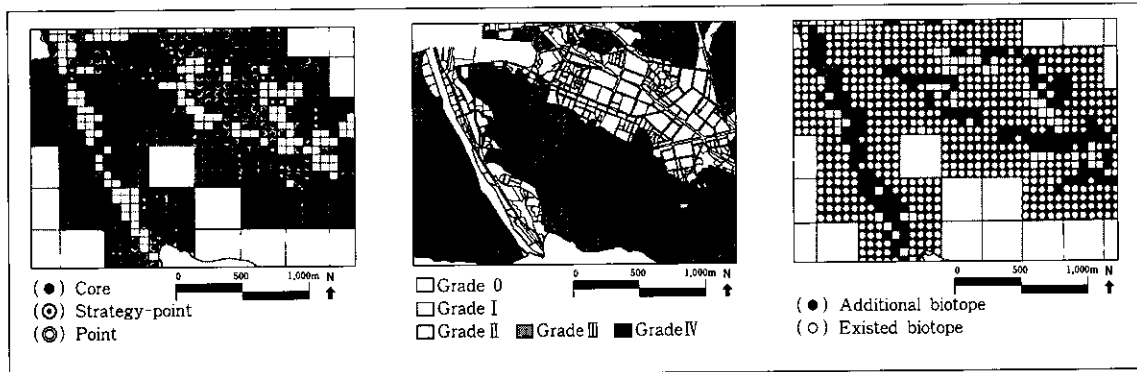 0 500 1,000m N
( ● ) Core
( ⊙ ) Strategy-point
( ◎ ) Point
0 500 1,000m N
Grade 0
Grade Ⅰ
Grade Ⅱ Grade Ⅲ Grade Ⅳ
0 500 1,000m N
( ● ) Additional biotope
( ○ ) Existed biotope